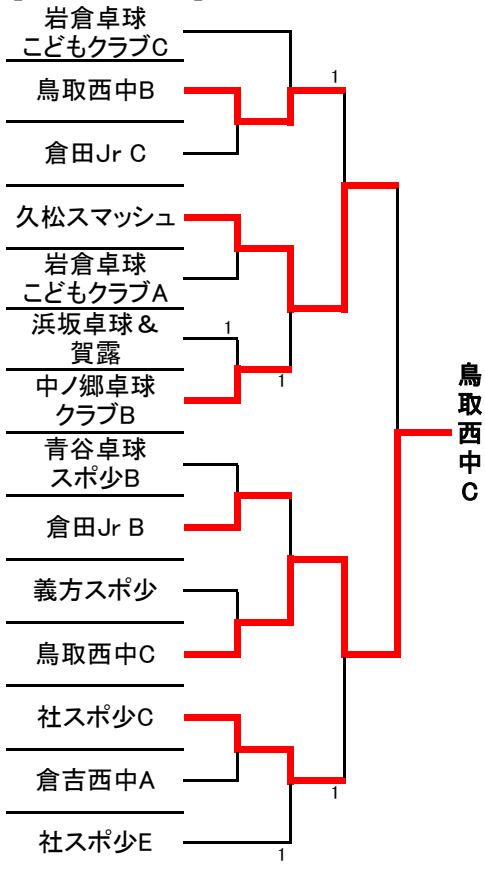 岩倉卓球
こどもクラブC
1
鳥取西中B
倉田Jr C
久松スマッシュ
岩倉卓球
こどもクラブA
浜坂卓球&
賀露
1
中ノ郷卓球
クラブB
1
鳥取西中C
青谷卓球
スポ少B
倉田Jr B
義方スポ少
鳥取西中C
社スポ少C
倉吉西中A
1
社スポ少E
1